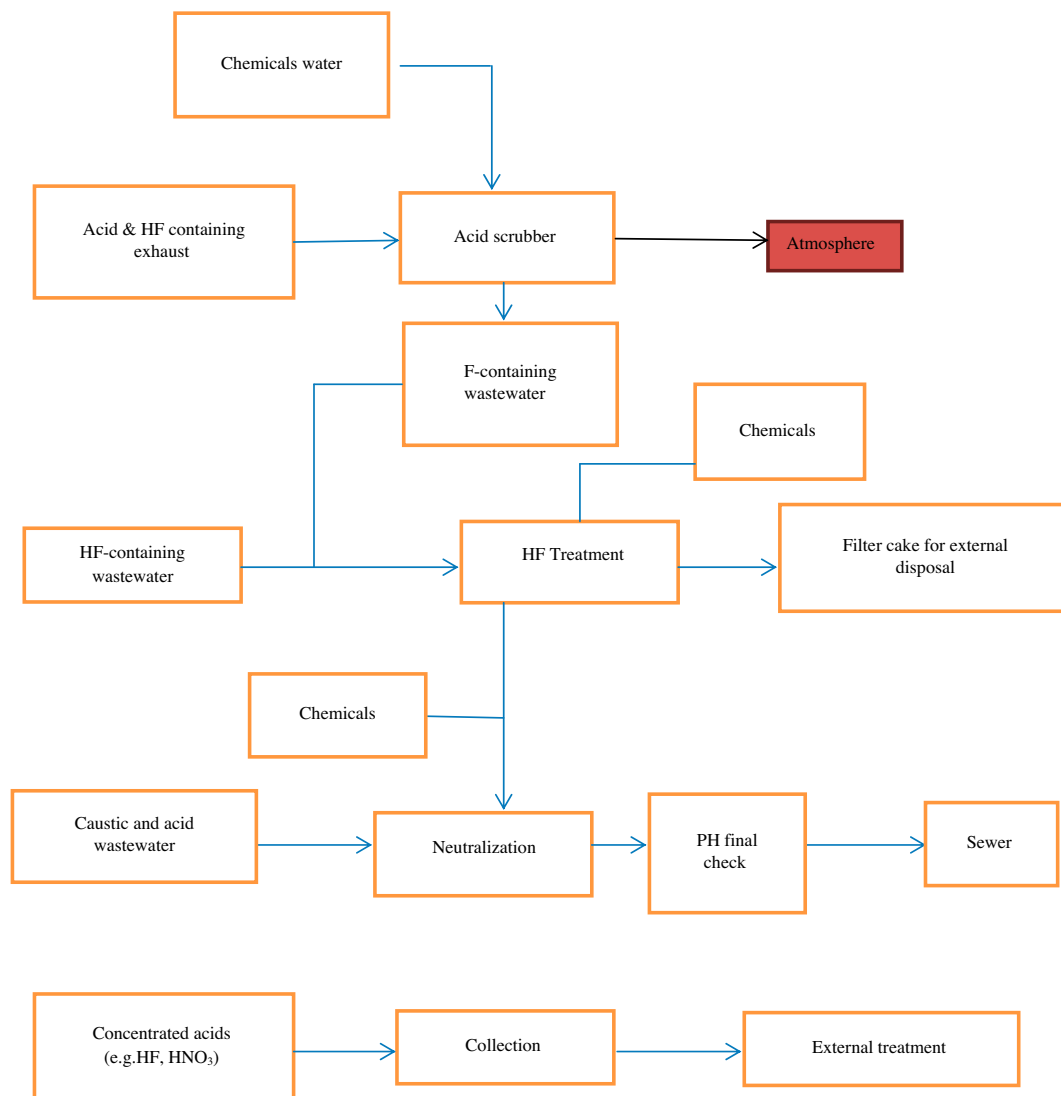 Chemicals water
Acid & HF containing
exhaust
Acid scrubber
Atmosphere
F-containing
wastewater
Chemicals
HF-containing
wastewater
HF Treatment
Filter cake for external
disposal
Chemicals
Caustic and acid
wastewater
Neutralization
PH final
check
Sewer
Concentrated acids
(e.g.HF, HNO₃)
Collection
External treatment